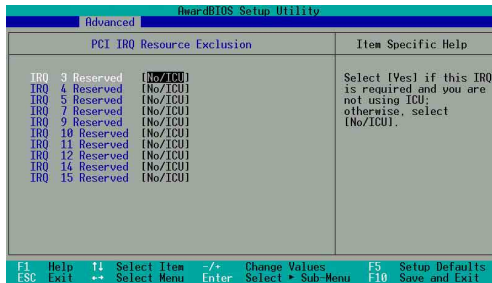 AwardBIOS Setup Utility
Advanced
PCI IRQ Resource Exclusion
Item Specific Help
IRQ 3 Reserved [No/ICU]
IRQ 4 Reserved [No/ICU]
IRQ 5 Reserved [No/ICU]
IRQ 7 Reserved [No/ICU]
IRQ 9 Reserved [No/ICU]
IRQ 10 Reserved [No/ICU]
IRQ 11 Reserved [No/ICU]
IRQ 12 Reserved [No/ICU]
IRQ 14 Reserved [No/ICU]
IRQ 15 Reserved [No/ICU]
Select [Yes] if this IRQ
is required and you are
not using ICU;
otherwise, select
[No/ICU].
F1 Help ↑↓ Select Item -/+ Change Values F5 Setup Defaults
ESC Exit ←→ Select Menu Enter Select ▶ Sub-Menu F10 Save and Exit